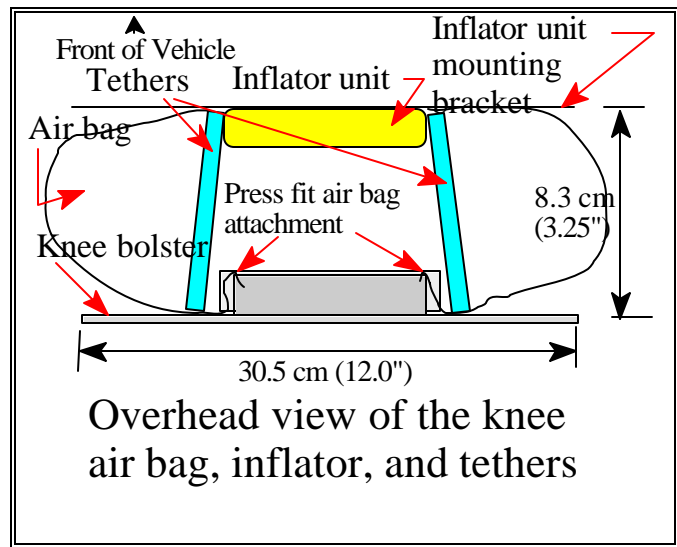 Front of Vehicle
Tethers
Inflator unit
Inflator unit
mounting
bracket
Air bag
Press fit air bag
attachment
8.3 cm
(3.25")
Knee bolster
30.5 cm (12.0")
Overhead view of the knee
air bag, inflator, and tethers